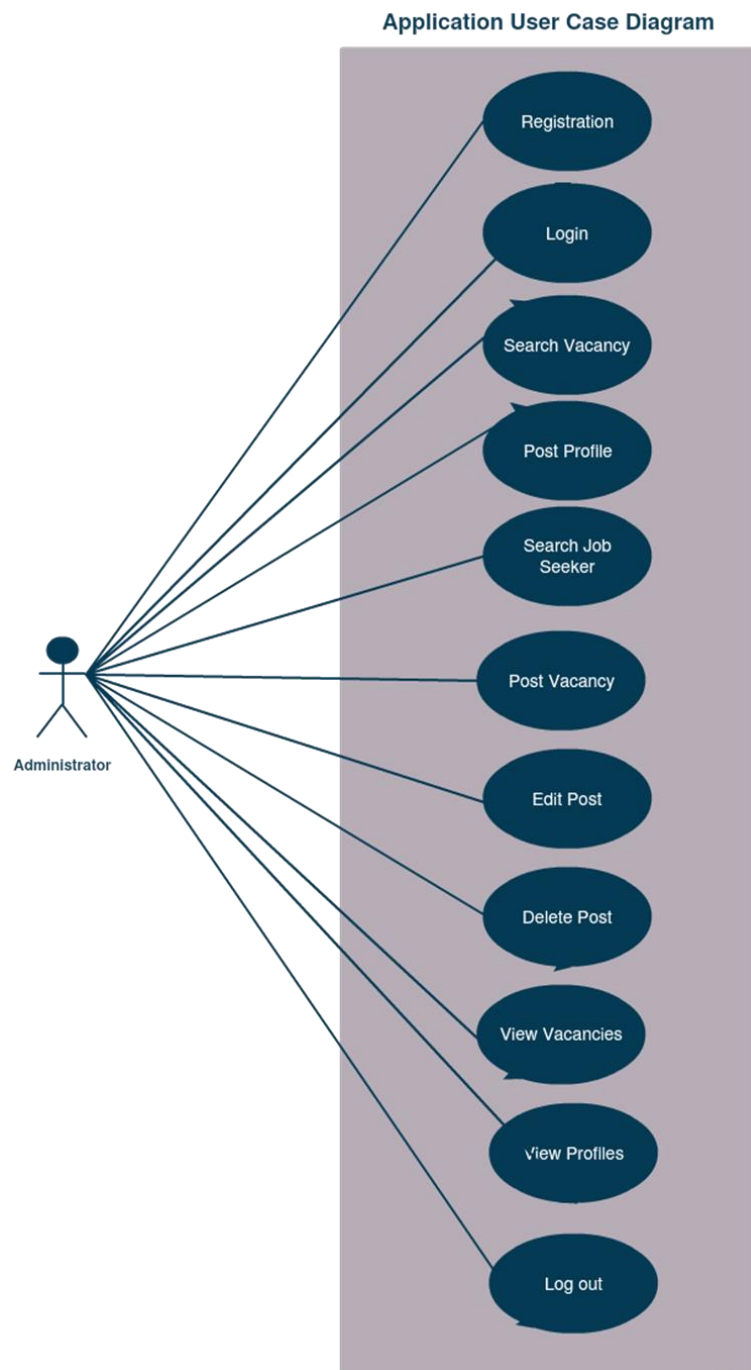 Application User Case Diagram
Registration
Login
Search Vacancy
Post Profile
Search Job
Seeker
Post Vacancy
Administrator
Edit Post
Delete Post
View Vacancies
View Profiles
Log out